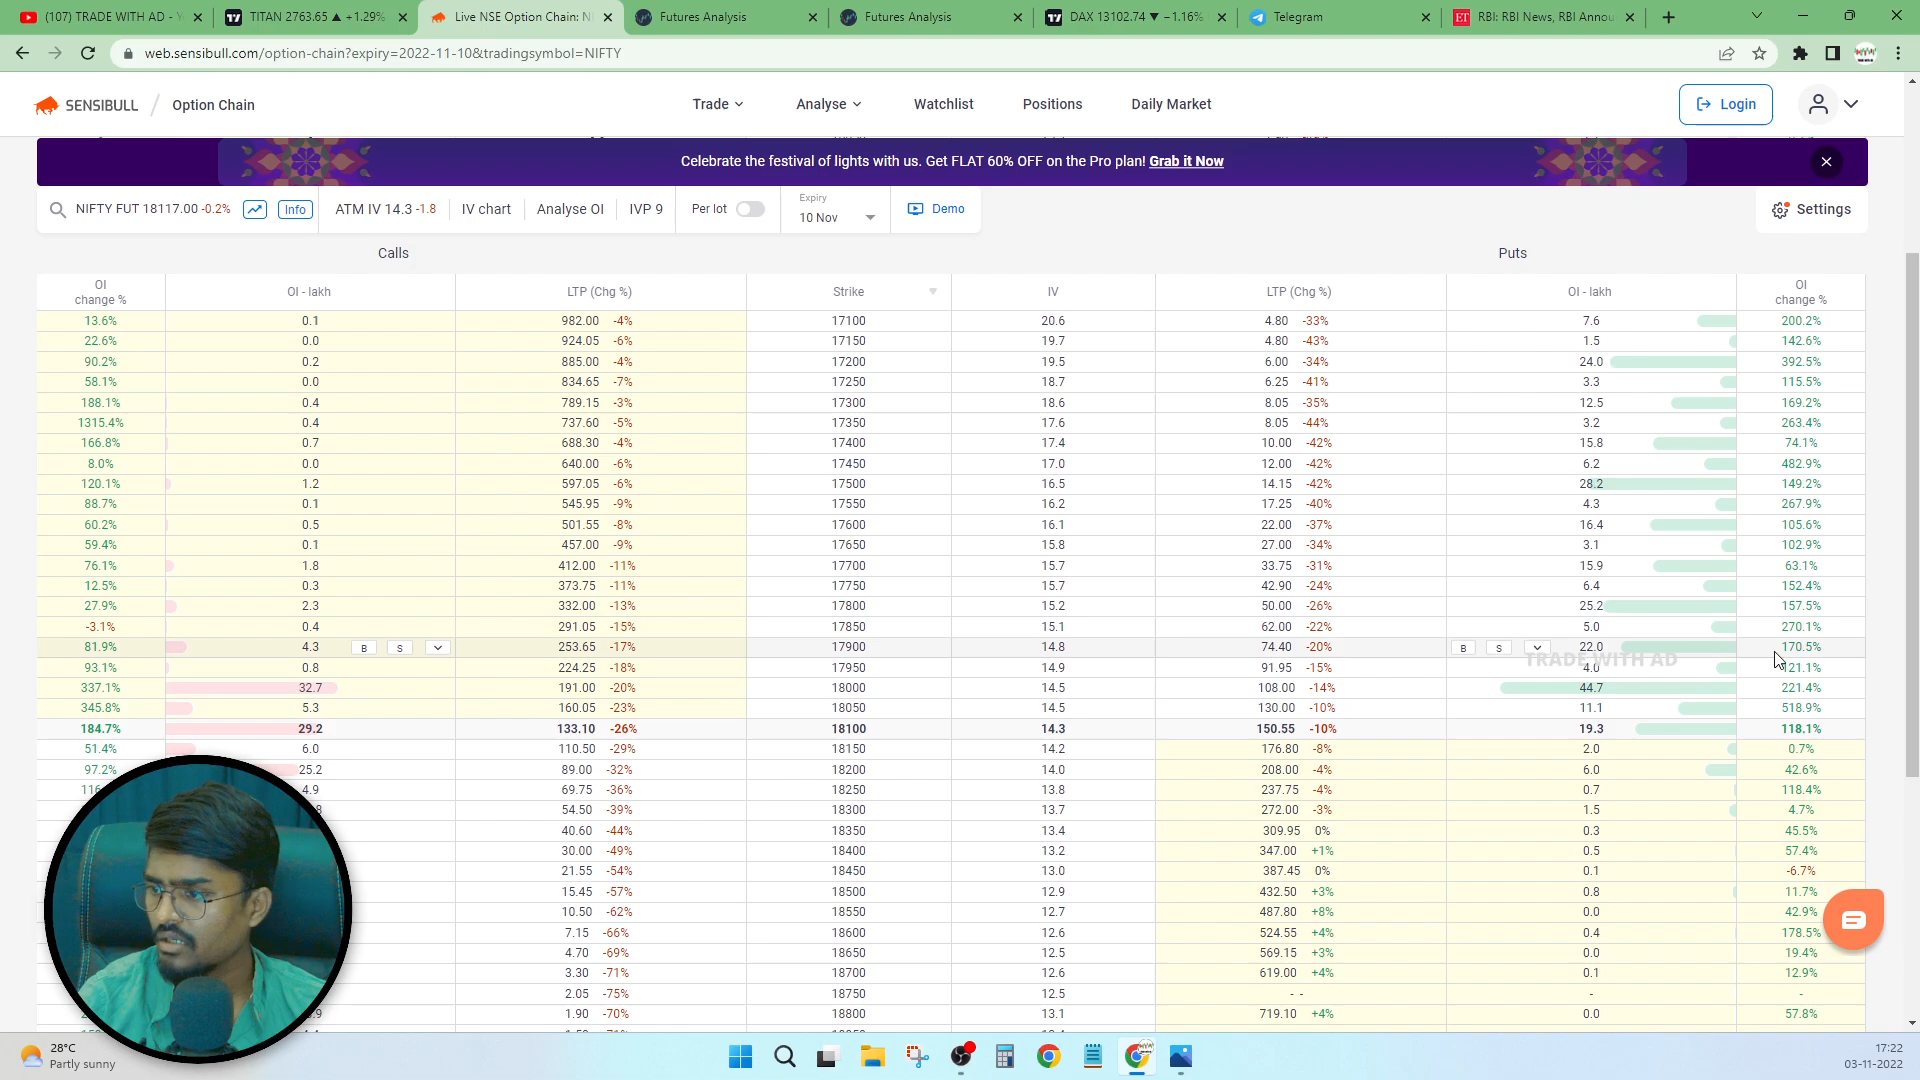 (107) TRADE WITH AD - Y
TITAN 2763.65 ▲ +1.29%
Live NSE Option Chain: N
Futures Analysis
Futures Analysis
DAX 13102.74 ▼ −1.16%
Telegram
RBI: RBI News, RBI Annou
web.sensibull.com/option-chain?expiry=2022-11-10&tradingsymbol=NIFTY
SENSIBULL / Option Chain
Trade
Analyse
Watchlist
Positions
Daily Market
Login
Celebrate the festival of lights with us. Get FLAT 60% OFF on the Pro plan! Grab it Now
NIFTY FUT 18117.00 -0.2%
Info
ATM IV 14.3 -1.8
IV chart
Analyse OI
IVP 9
Per lot
Expiry
10 Nov
Demo
Settings
Calls
Puts
OI change %
OI - lakh
LTP (Chg %)
Strike
IV
LTP (Chg %)
OI - lakh
OI change %
13.6% 0.1 982.00 -4% 17100 20.6 4.80 -33% 7.6 200.2%
22.6% 0.0 924.05 -6% 17150 19.7 4.80 -43% 1.5 142.6%
90.2% 0.2 885.00 -4% 17200 19.5 6.00 -34% 24.0 392.5%
58.1% 0.0 834.65 -7% 17250 18.7 6.25 -41% 3.3 115.5%
188.1% 0.4 789.15 -3% 17300 18.6 8.05 -35% 12.5 169.2%
1315.4% 0.4 737.60 -5% 17350 17.6 8.05 -44% 3.2 263.4%
166.8% 0.7 688.30 -4% 17400 17.4 10.00 -42% 15.8 74.1%
8.0% 0.0 640.00 -6% 17450 17.0 12.00 -42% 6.2 482.9%
120.1% 1.2 597.05 -6% 17500 16.5 14.15 -42% 28.2 149.2%
88.7% 0.1 545.95 -9% 17550 16.2 17.25 -40% 4.3 267.9%
60.2% 0.5 501.55 -8% 17600 16.1 22.00 -37% 16.4 105.6%
59.4% 0.1 457.00 -9% 17650 15.8 27.00 -34% 3.1 102.9%
76.1% 1.8 412.00 -11% 17700 15.7 33.75 -31% 15.9 63.1%
12.5% 0.3 373.75 -11% 17750 15.7 42.90 -24% 6.4 152.4%
27.9% 2.3 332.00 -13% 17800 15.2 50.00 -26% 25.2 157.5%
-3.1% 0.4 291.05 -15% 17850 15.1 62.00 -22% 5.0 270.1%
81.9% 4.3 B S 253.65 -17% 17900 14.8 74.40 -20% B S 22.0 170.5%
TRADE WITH AD
93.1% 0.8 224.25 -18% 17950 14.9 91.95 -15% 4.0 21.1%
337.1% 32.7 191.00 -20% 18000 14.5 108.00 -14% 44.7 221.4%
345.8% 5.3 160.05 -23% 18050 14.5 130.00 -10% 11.1 518.9%
184.7% 29.2 133.10 -26% 18100 14.3 150.55 -10% 19.3 118.1%
51.4% 6.0 110.50 -29% 18150 14.2 176.80 -8% 2.0 0.7%
97.2% 25.2 89.00 -32% 18200 14.0 208.00 -4% 6.0 42.6%
4.9 69.75 -36% 18250 13.8 237.75 -4% 0.7 118.4%
54.50 -39% 18300 13.7 272.00 -3% 1.5 4.7%
40.60 -44% 18350 13.4 309.95 0% 0.3 45.5%
30.00 -49% 18400 13.2 347.00 +1% 0.5 57.4%
21.55 -54% 18450 13.0 387.45 0% 0.1 -6.7%
15.45 -57% 18500 12.9 432.50 +3% 0.8 11.7%
10.50 -62% 18550 12.7 487.80 +8% 0.0 42.9%
7.15 -66% 18600 12.6 524.55 +4% 0.4 178.5%
4.70 -69% 18650 12.5 569.15 +3% 0.0 19.4%
3.30 -71% 18700 12.6 619.00 +4% 0.1 12.9%
2.05 -75% 18750 12.5 - - - -
1.90 -70% 18800 13.1 719.10 +4% 0.0 57.8%
28°C
Partly sunny
17:22
03-11-2022